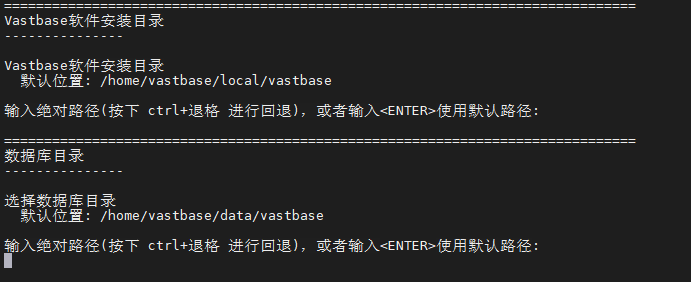 ===============================================================================
Vastbase软件安装目录
---------------
Vastbase软件安装目录
默认位置: /home/vastbase/local/vastbase
输入绝对路径(按下 ctrl+退格 进行回退), 或者输入<ENTER>使用默认路径:
===============================================================================
数据库目录
---------------
选择数据库目录
默认位置: /home/vastbase/data/vastbase
输入绝对路径(按下 ctrl+退格 进行回退), 或者输入<ENTER>使用默认路径: